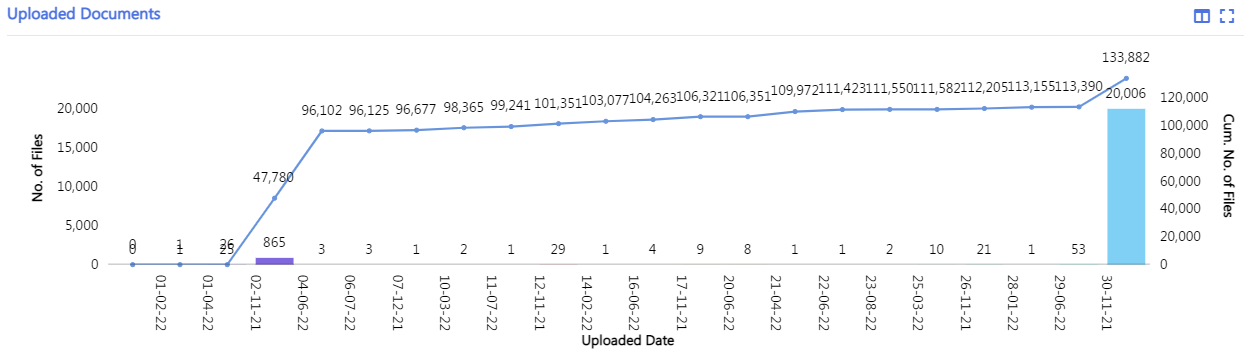 Uploaded Documents
133,882
96,102 96,125 96,677 98,365 99,241 101,351 103,077 104,263 106,321 106,351 109,972 111,423 111,550 111,582 112,205 113,155 113,390 20,006
47,780
0 1 26
0 1 25 865 3 3 1 2 1 29 1 4 9 8 1 1 2 10 21 1 53
No. of Files
20,000
15,000
10,000
5,000
0
120,000
100,000
80,000
60,000
40,000
20,000
0
Cum. No. of Files
01-02-22 01-04-22 02-11-21 04-06-22 06-07-22 07-12-21 10-03-22 11-07-22 12-11-21 14-02-22 16-06-22 17-11-21 20-06-22 21-04-22 22-06-22 23-08-22 25-03-22 26-11-21 28-01-22 29-06-22 30-11-21
Uploaded Date